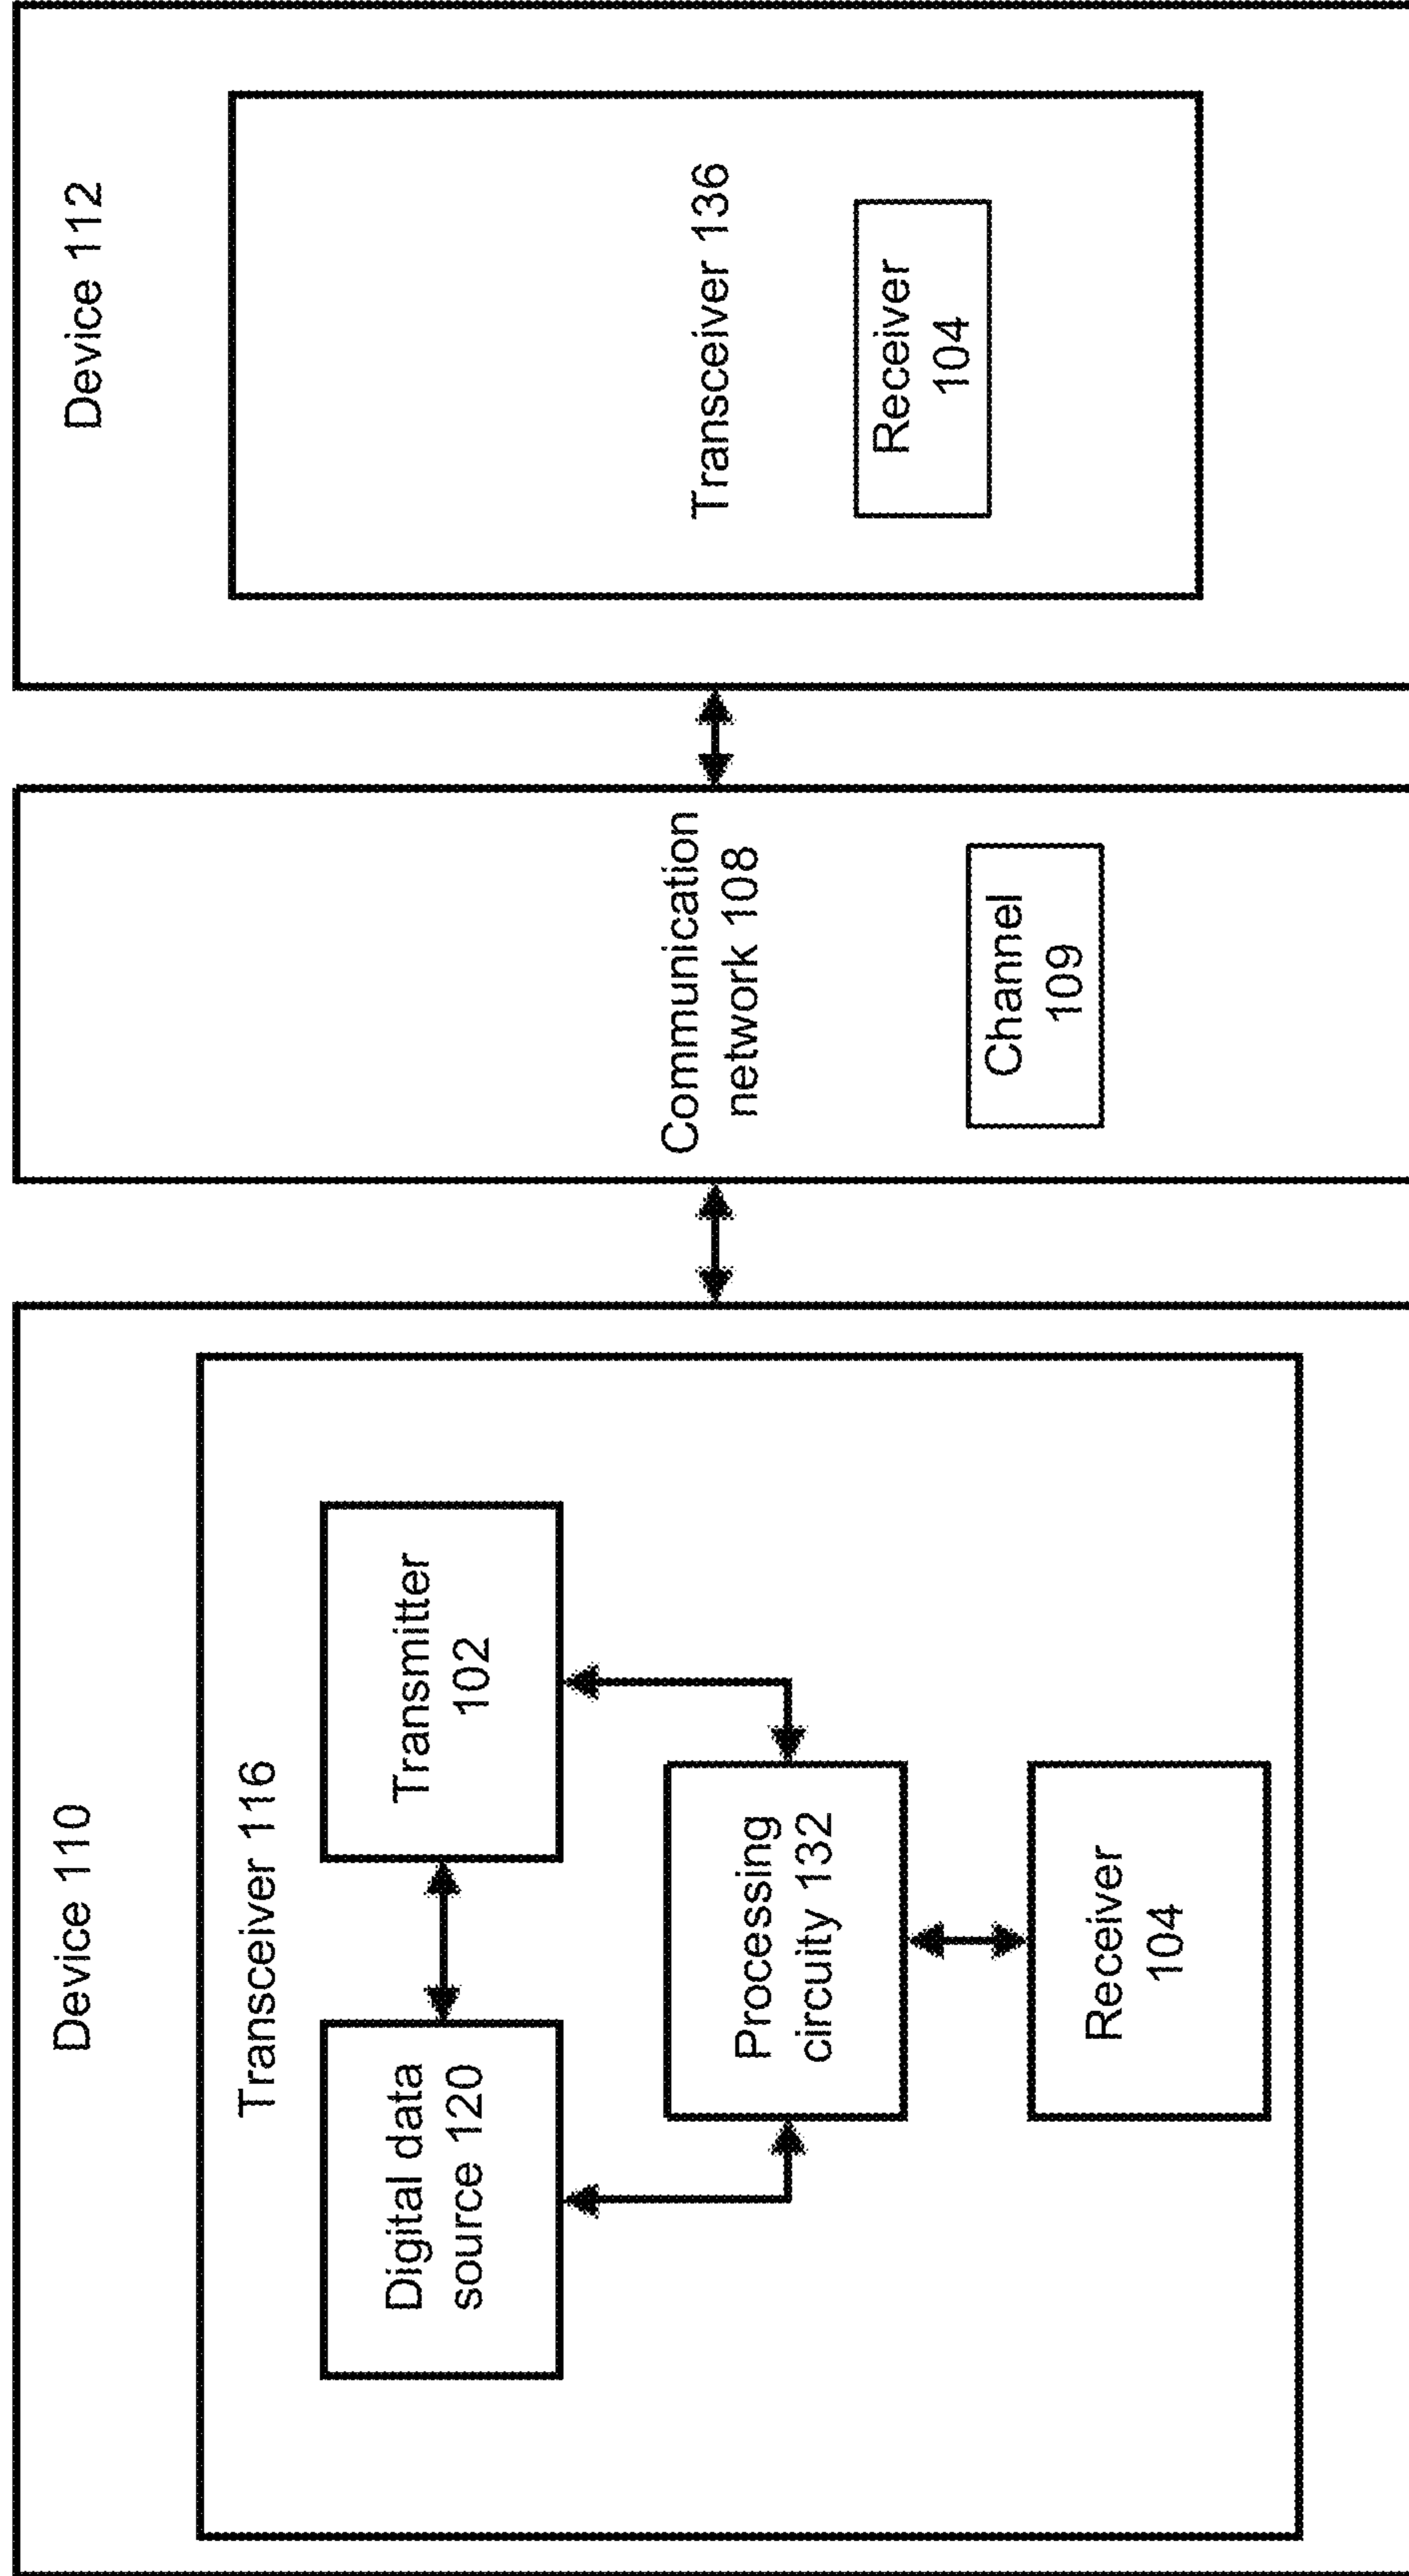 Device 110
Transceiver 116
Digital data
source 120
Transmitter
102
Processing
circuity 132
Receiver
104
Communication
network 108
Channel
109
Device 112
Transceiver 136
Receiver
104